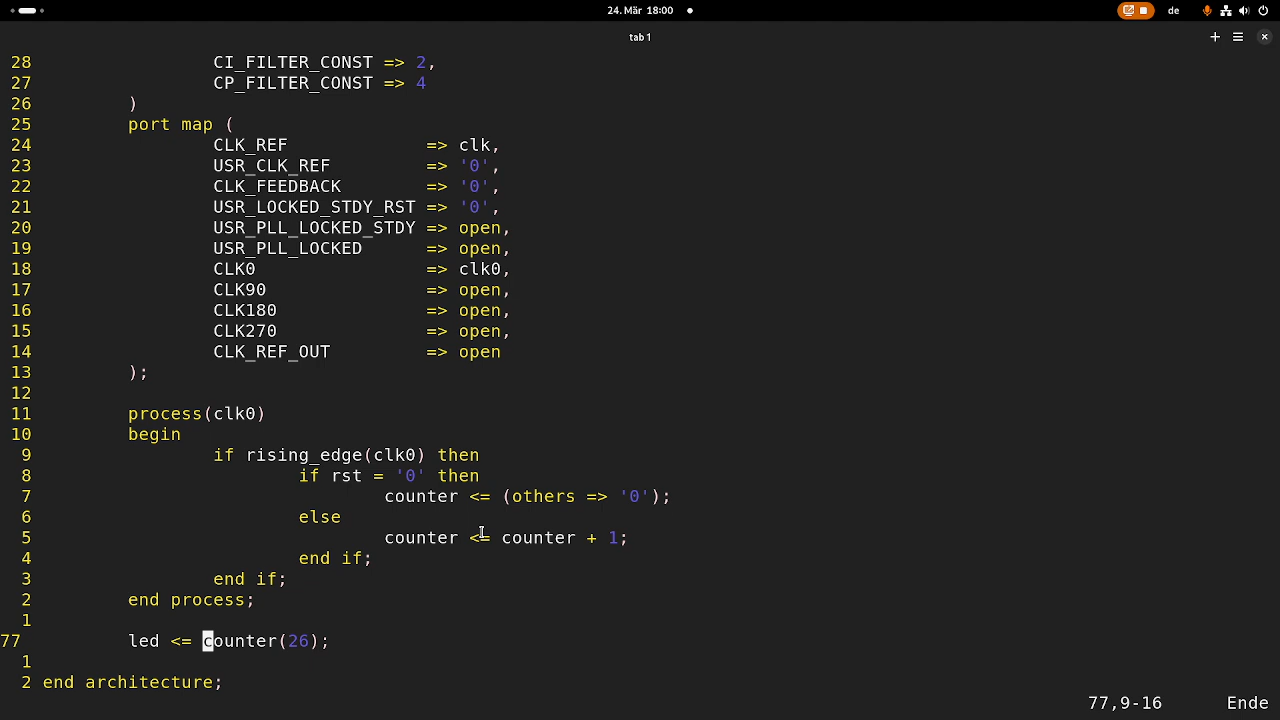 24. Mär 18:00
de
tab 1
28 CI_FILTER_CONST => 2,
27 CP_FILTER_CONST => 4
26 )
25 port map (
24 CLK_REF => clk,
23 USR_CLK_REF => '0',
22 CLK_FEEDBACK => '0',
21 USR_LOCKED_STDY_RST => '0',
20 USR_PLL_LOCKED_STDY => open,
19 USR_PLL_LOCKED => open,
18 CLK0 => clk0,
17 CLK90 => open,
16 CLK180 => open,
15 CLK270 => open,
14 CLK_REF_OUT => open
13 );
12
11 process(clk0)
10 begin
9 if rising_edge(clk0) then
8 if rst = '0' then
7 counter <= (others => '0');
6 else
5 counter <= counter + 1;
4 end if;
3 end if;
2 end process;
1
77 led <= counter(26);
1
2 end architecture;
77,9-16 Ende